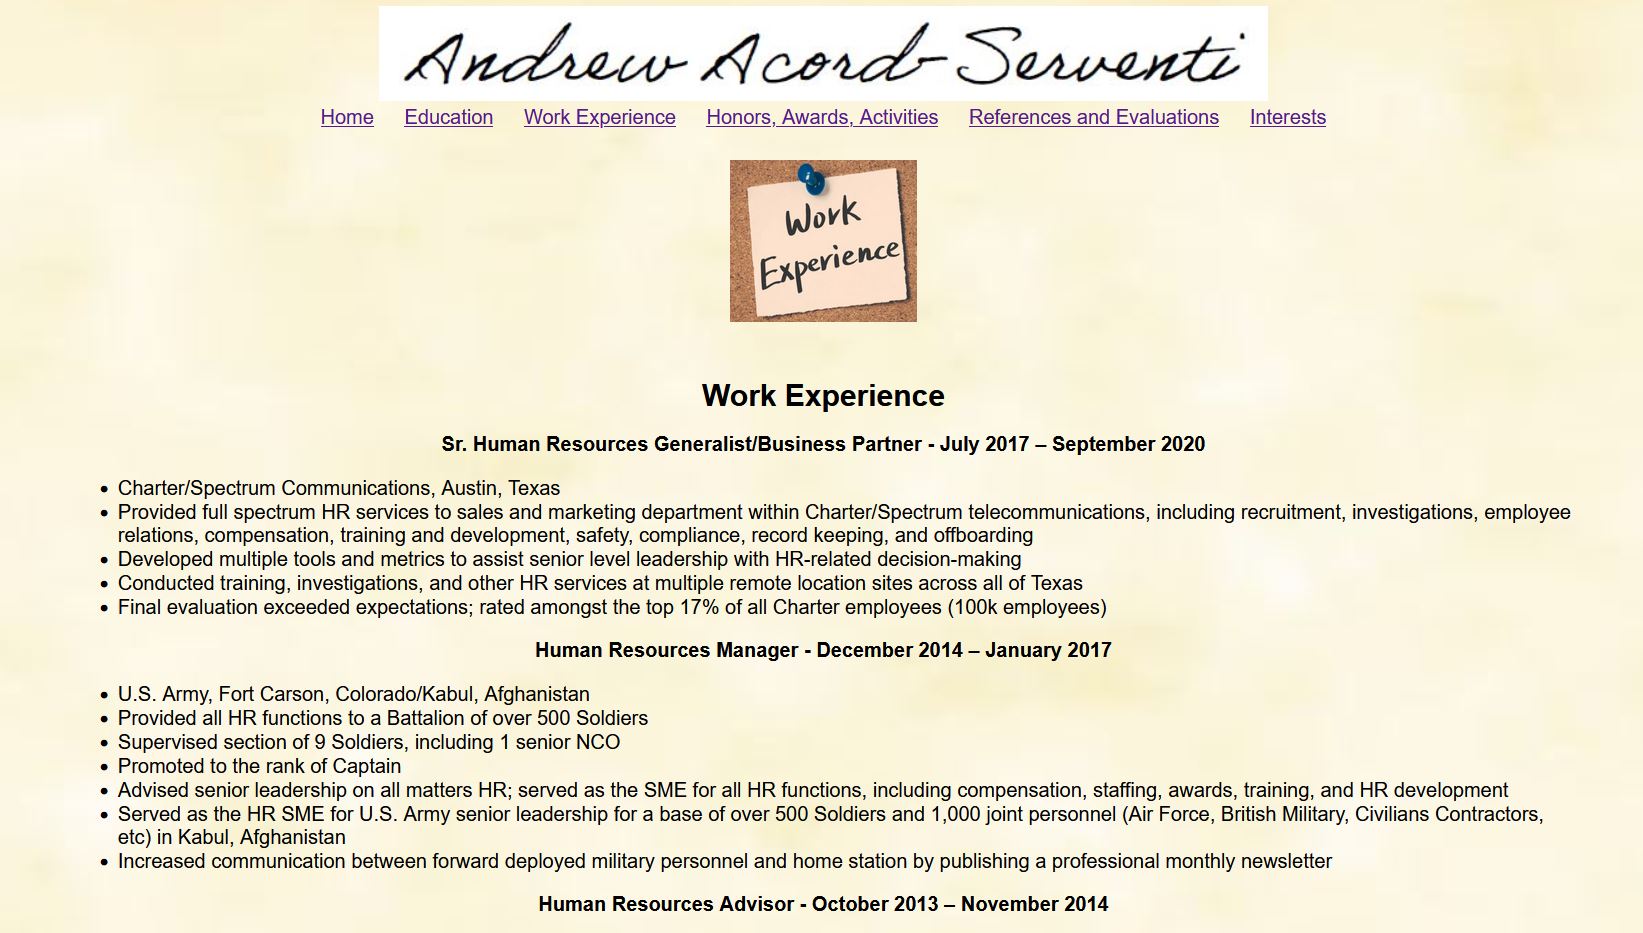 Andrew Acord-Serventi
Home Education Work Experience Honors, Awards, Activities References and Evaluations Interests
Work
Experience
Work Experience
Sr. Human Resources Generalist/Business Partner - July 2017 – September 2020
• Charter/Spectrum Communications, Austin, Texas
• Provided full spectrum HR services to sales and marketing department within Charter/Spectrum telecommunications, including recruitment, investigations, employee
relations, compensation, training and development, safety, compliance, record keeping, and offboarding
• Developed multiple tools and metrics to assist senior level leadership with HR-related decision-making
• Conducted training, investigations, and other HR services at multiple remote location sites across all of Texas
• Final evaluation exceeded expectations; rated amongst the top 17% of all Charter employees (100k employees)
Human Resources Manager - December 2014 – January 2017
• U.S. Army, Fort Carson, Colorado/Kabul, Afghanistan
• Provided all HR functions to a Battalion of over 500 Soldiers
• Supervised section of 9 Soldiers, including 1 senior NCO
• Promoted to the rank of Captain
• Advised senior leadership on all matters HR; served as the SME for all HR functions, including compensation, staffing, awards, training, and HR development
• Served as the HR SME for U.S. Army senior leadership for a base of over 500 Soldiers and 1,000 joint personnel (Air Force, British Military, Civilians Contractors,
etc) in Kabul, Afghanistan
• Increased communication between forward deployed military personnel and home station by publishing a professional monthly newsletter
Human Resources Advisor - October 2013 – November 2014